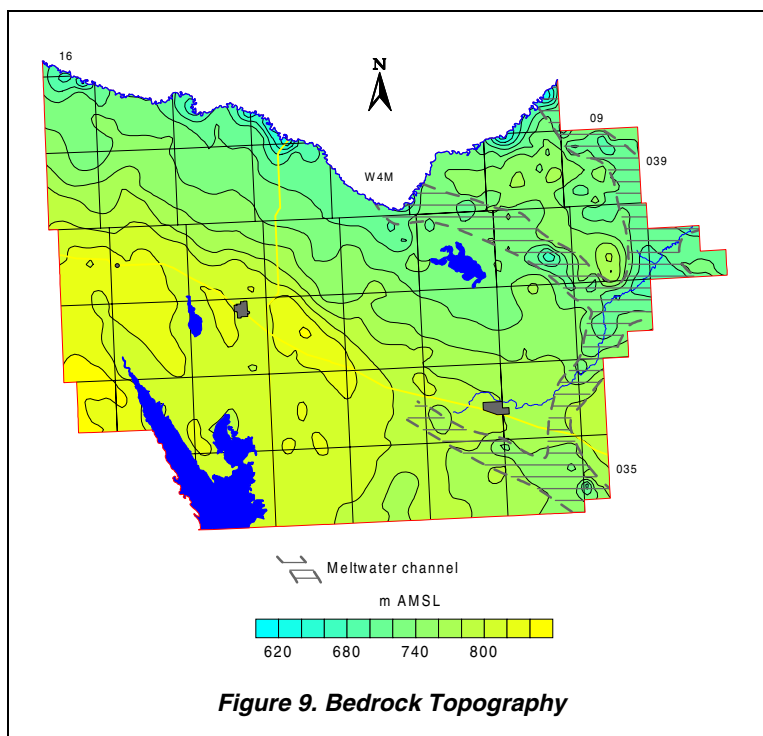 16
N
09
039
W4M
035
Meltwater channel
m AMSL
620 680 740 800
Figure 9. Bedrock Topography